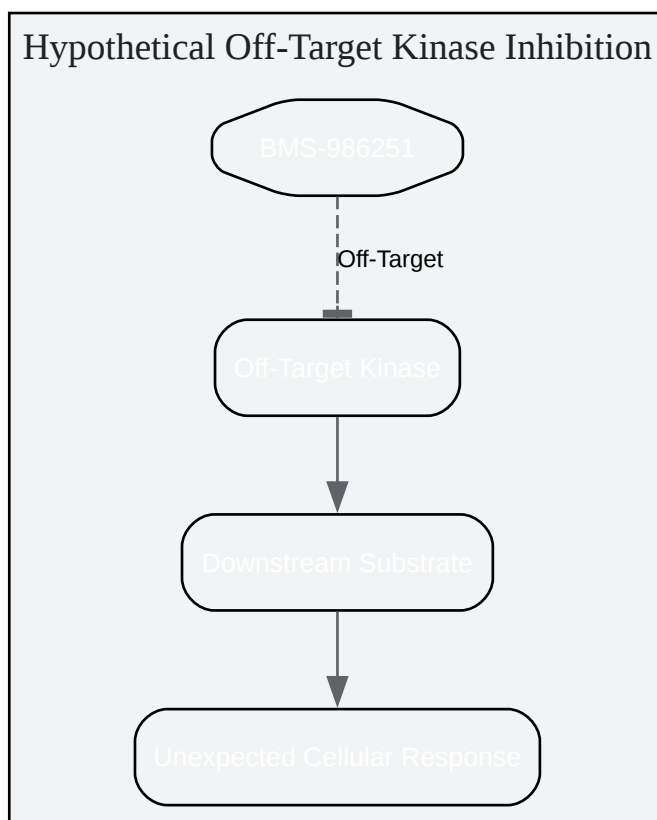 Hypothetical Off-Target Kinase Inhibition
BMS-986251
Off-Target
Off-Target Kinase
Downstream Substrate
Unexpected Cellular Response